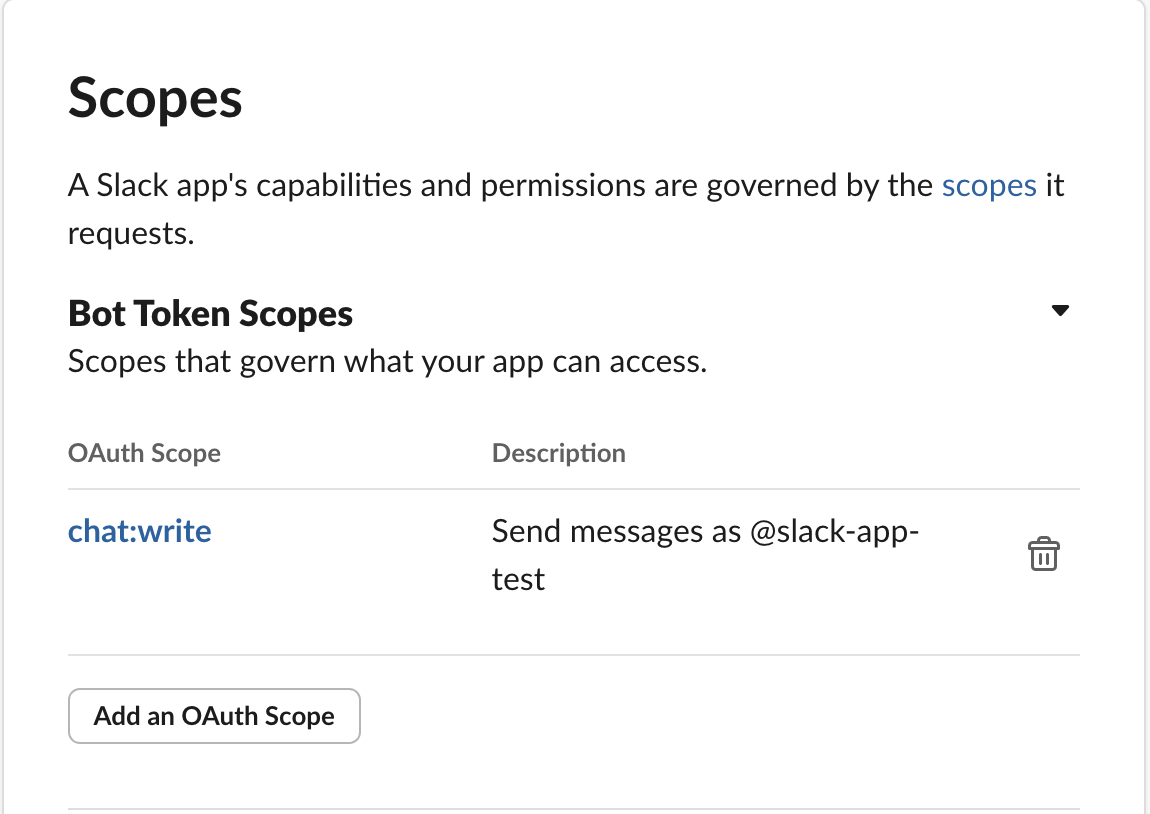 Scopes
A Slack app's capabilities and permissions are governed by the scopes it
requests.
Bot Token Scopes
Scopes that govern what your app can access.
OAuth Scope Description
chat:write Send messages as @slack-app-
test
Add an OAuth Scope